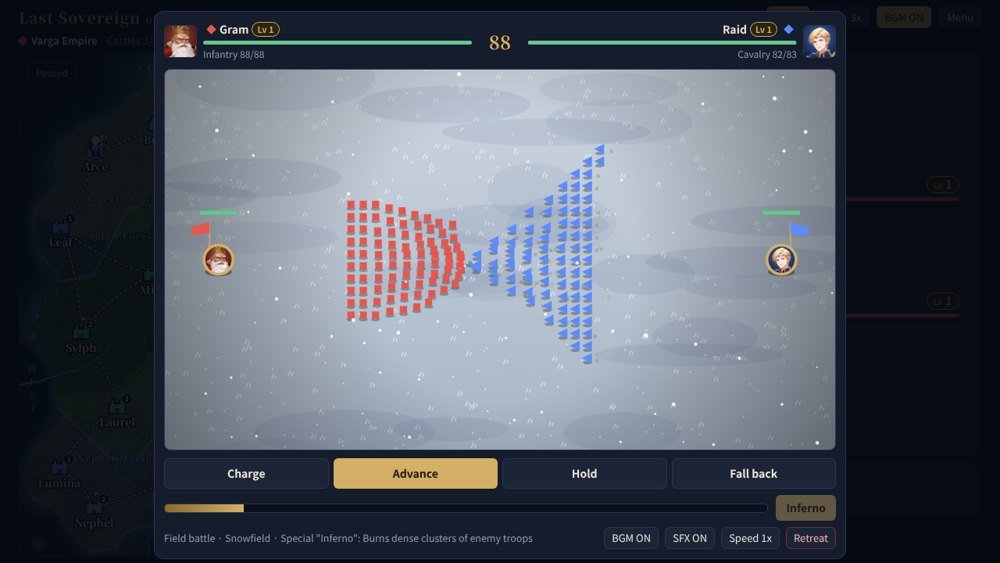 Last Sovereign
3x
BGM ON
Menu
Varga Empire
Castles 3/
Paused
Gram Lv 1
Infantry 88/88
88
Raid Lv 1
Cavalry 82/83
Arce
Leaf
Sylph
Laurel
Lumina
Nephel
Lv 1
Lv 1
Charge
Advance
Hold
Fall back
Inferno
Field battle · Snowfield · Special "Inferno": Burns dense clusters of enemy troops
BGM ON
SFX ON
Speed 1x
Retreat